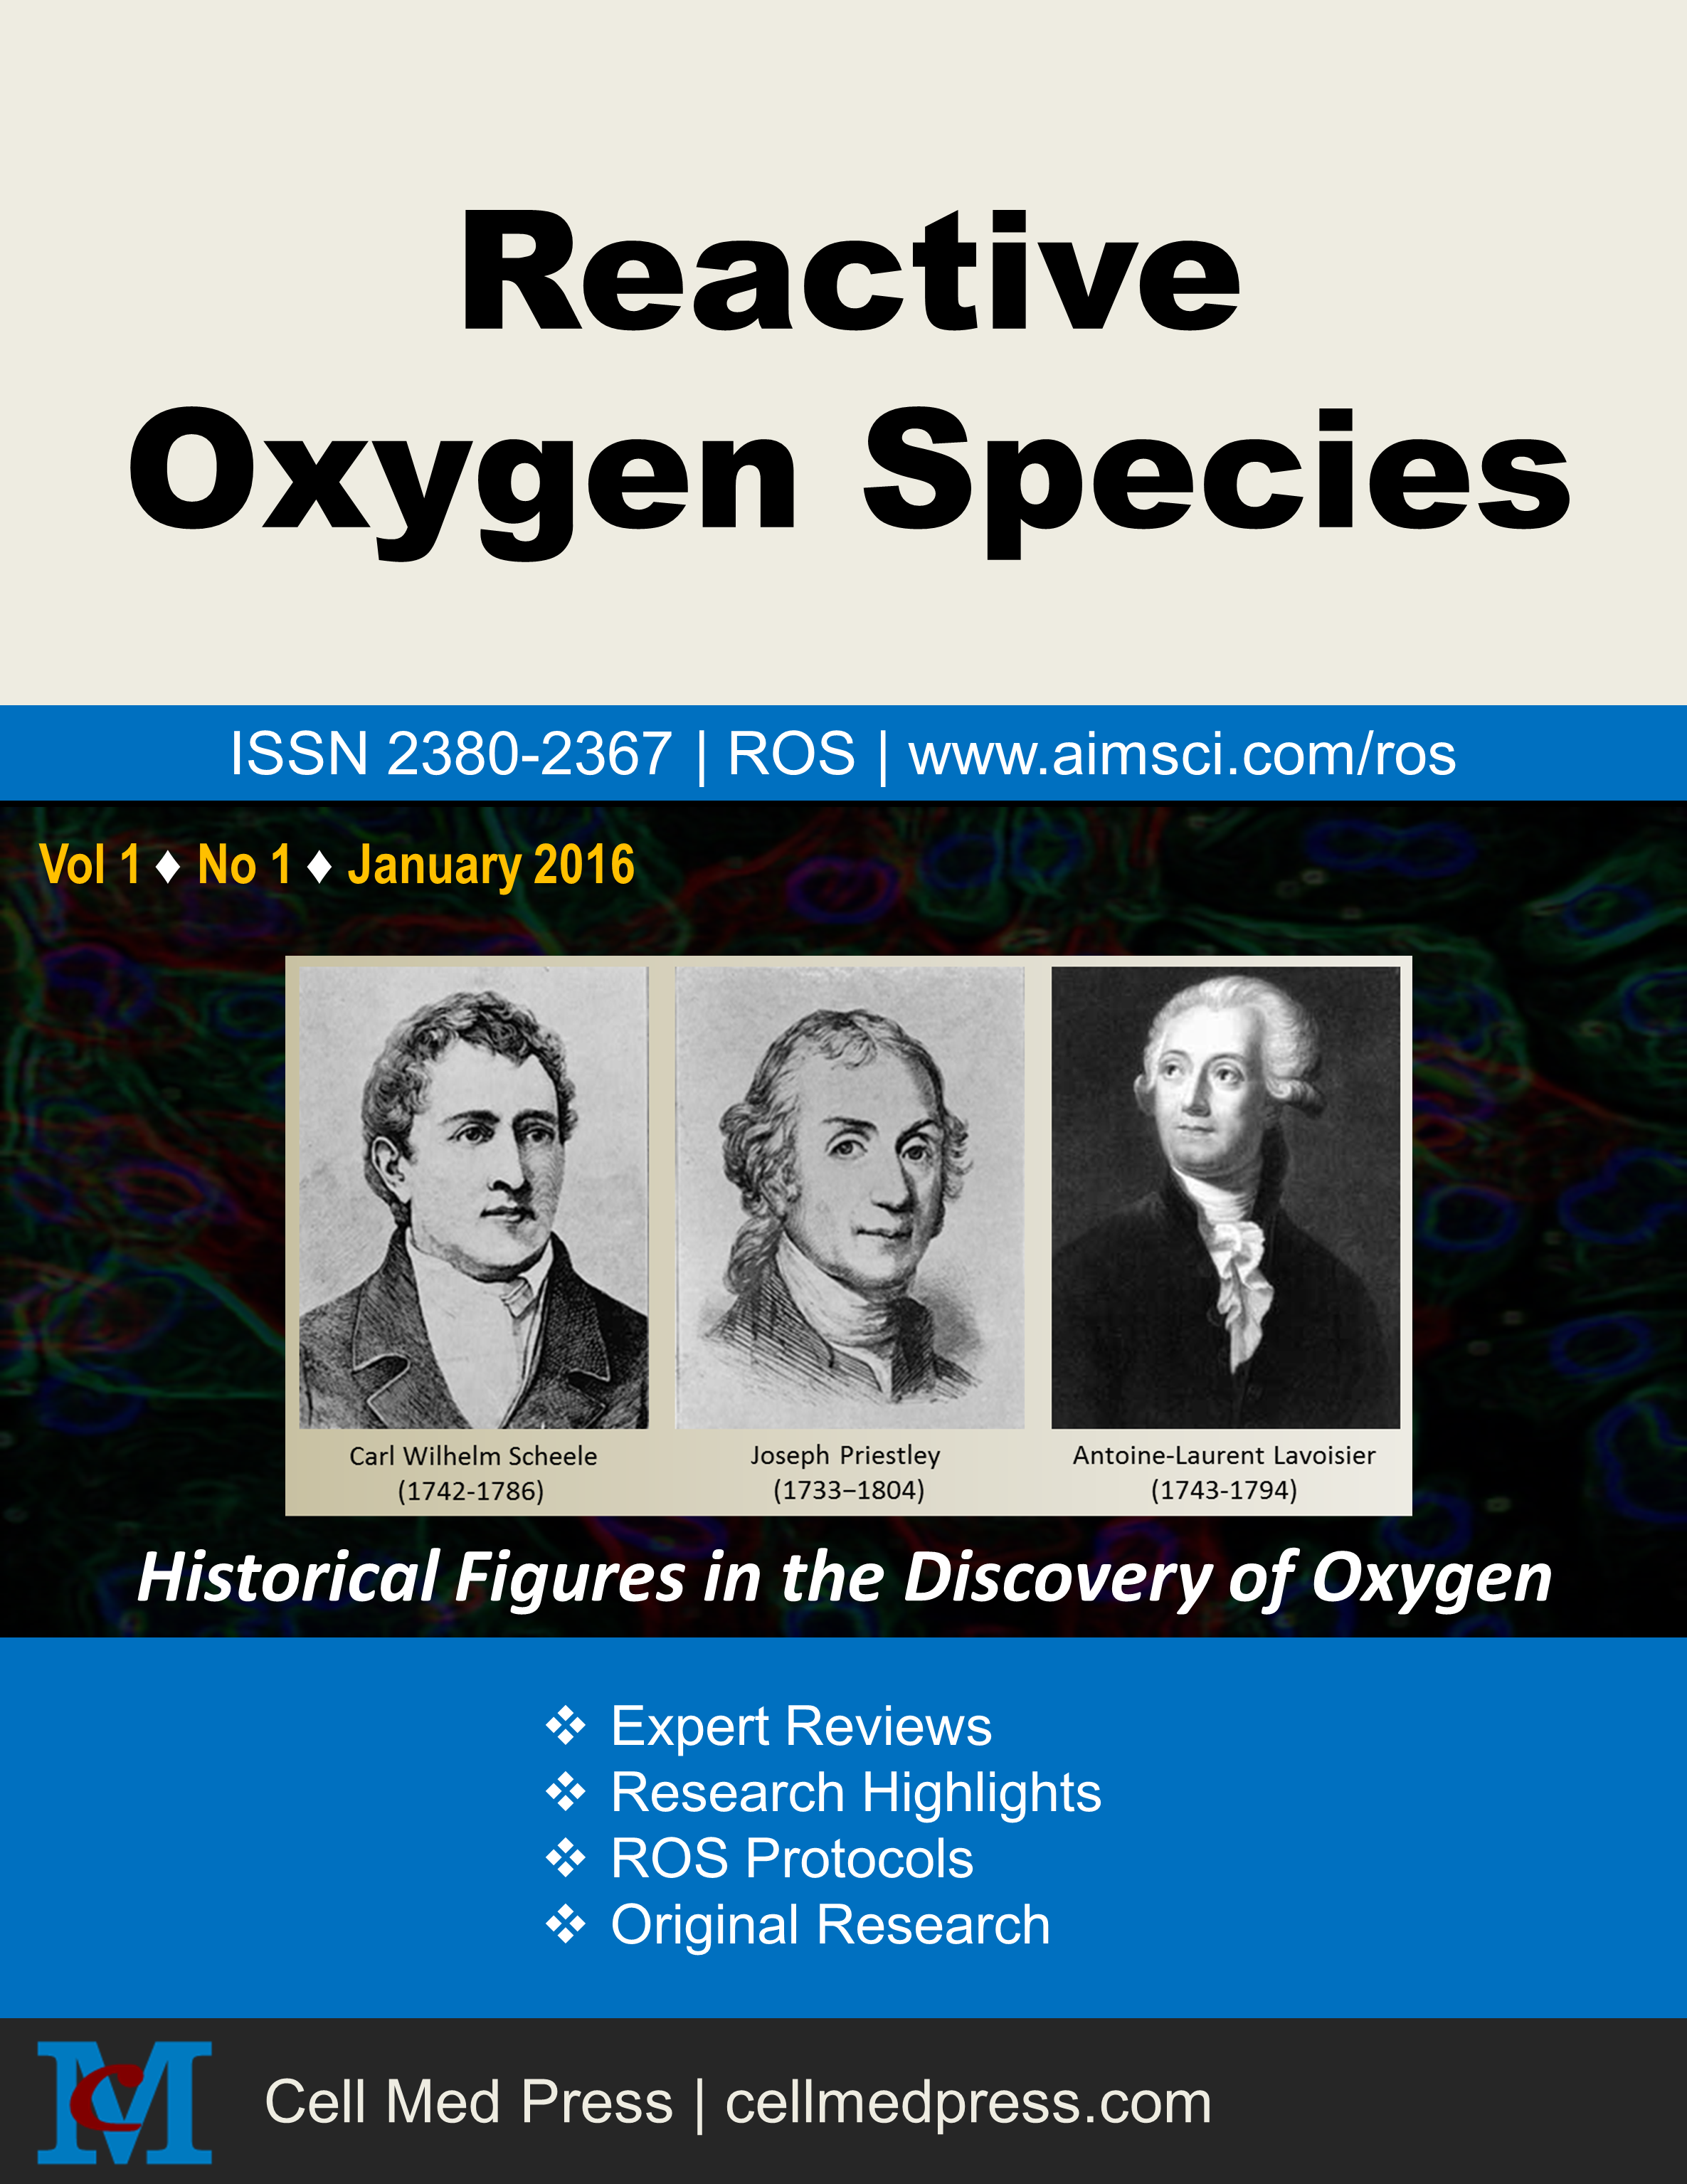 Reactive
Oxygen Species
ISSN 2380-2367 | ROS | www.aimsci.com/ros
Vol 1 ♦ No 1 ♦ January 2016
Carl Wilhelm Scheele
(1742-1786)
Joseph Priestley
(1733–1804)
Antoine-Laurent Lavoisier
(1743-1794)
Historical Figures in the Discovery of Oxygen
❖ Expert Reviews
❖ Research Highlights
❖ ROS Protocols
❖ Original Research
MC
Cell Med Press | cellmedpress.com